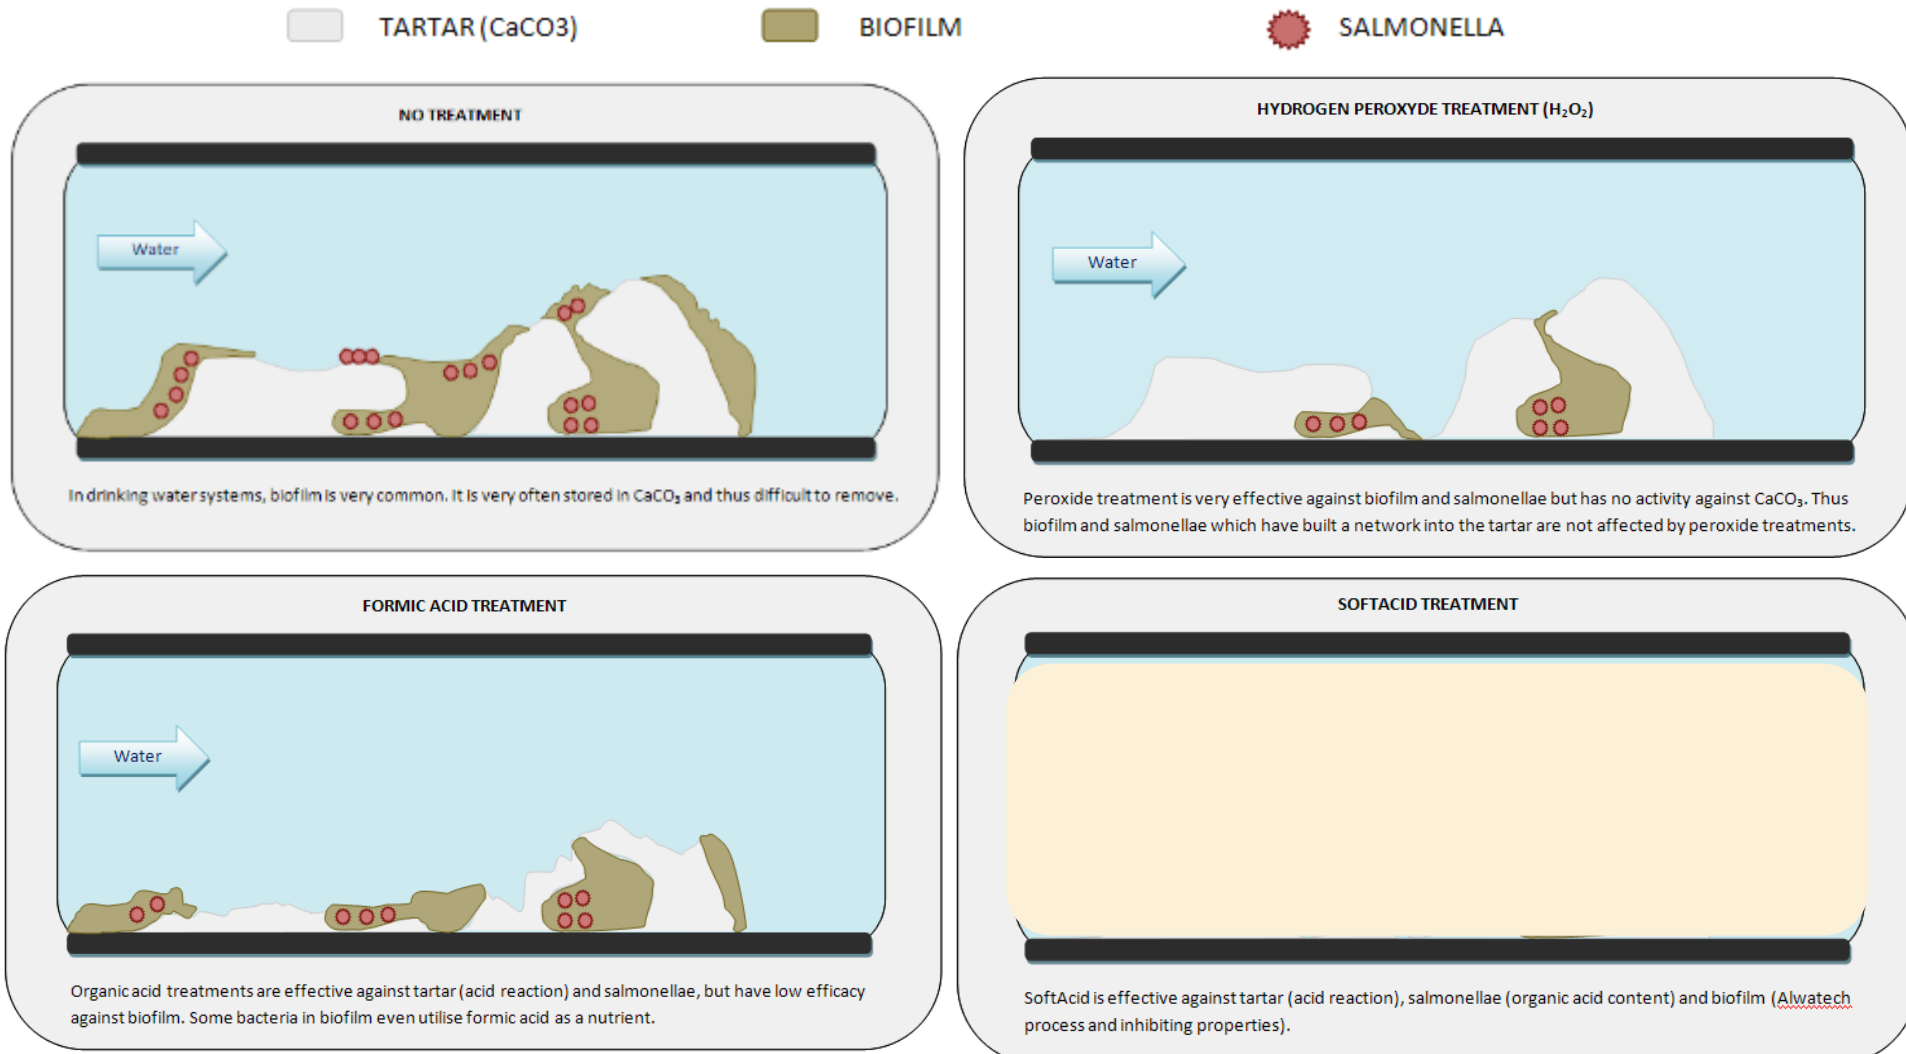 TARTAR (CaCO3)
BIOFILM
SALMONELLA
NO TREATMENT
Water
In drinking water systems, biofilm is very common. It is very often stored in CaCO₃ and thus difficult to remove.
HYDROGEN PEROXYDE TREATMENT (H₂O₂)
Water
Peroxide treatment is very effective against biofilm and salmonellae but has no activity against CaCO₃. Thus
biofilm and salmonellae which have built a network into the tartar are not affected by peroxide treatments.
FORMIC ACID TREATMENT
Water
Organic acid treatments are effective against tartar (acid reaction) and salmonellae, but have low efficacy
against biofilm. Some bacteria in biofilm even utilise formic acid as a nutrient.
SOFTACID TREATMENT
SoftAcid is effective against tartar (acid reaction), salmonellae (organic acid content) and biofilm (Alwatech
process and inhibiting properties).